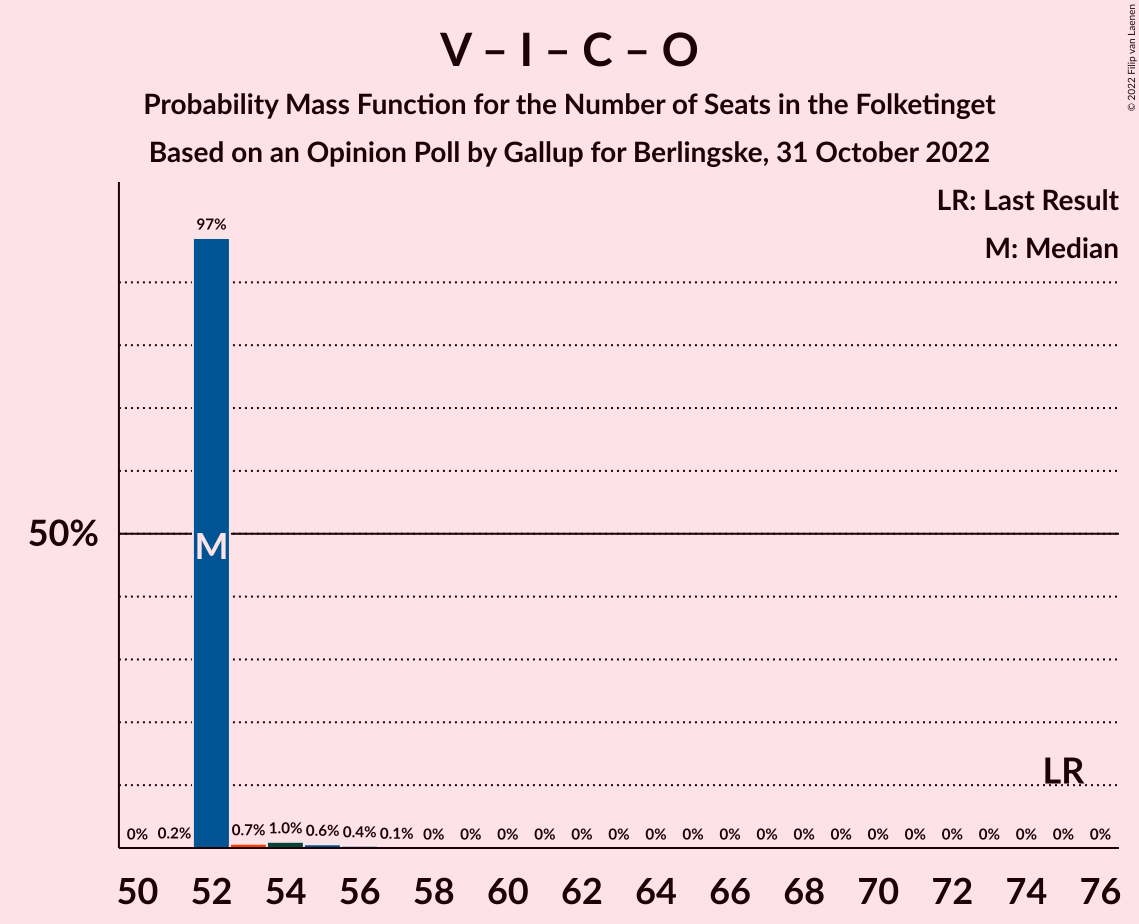 V – I – C – O
Probability Mass Function for the Number of Seats in the Folketinget
Based on an Opinion Poll by Gallup for Berlingske, 31 October 2022
© 2022 Filip van Laenen
LR: Last Result
M: Median
97%
50%
M
LR
0% 0.2% 0.7% 1.0% 0.6% 0.4% 0.1% 0% 0% 0% 0% 0% 0% 0% 0% 0% 0% 0% 0% 0% 0% 0% 0% 0% 0% 0%
50 52 54 56 58 60 62 64 66 68 70 72 74 76